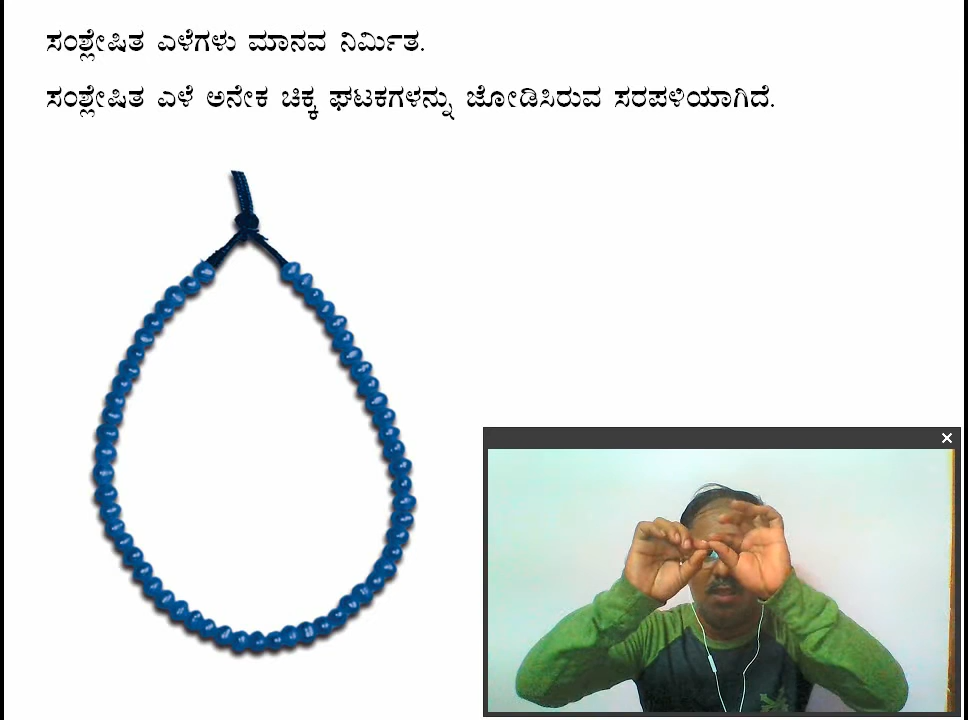 ಸಂಶ್ಲೇಷಿತ ಎಳೆಗಳು ಮಾನವ ನಿರ್ಮಿತ.
ಸಂಶ್ಲೇಷಿತ ಎಳೆ ಅನೇಕ ಚಿಕ್ಕ ಘಟಕಗಳನ್ನು ಜೋಡಿಸಿರುವ ಸರಪಳಿಯಾಗಿದೆ.